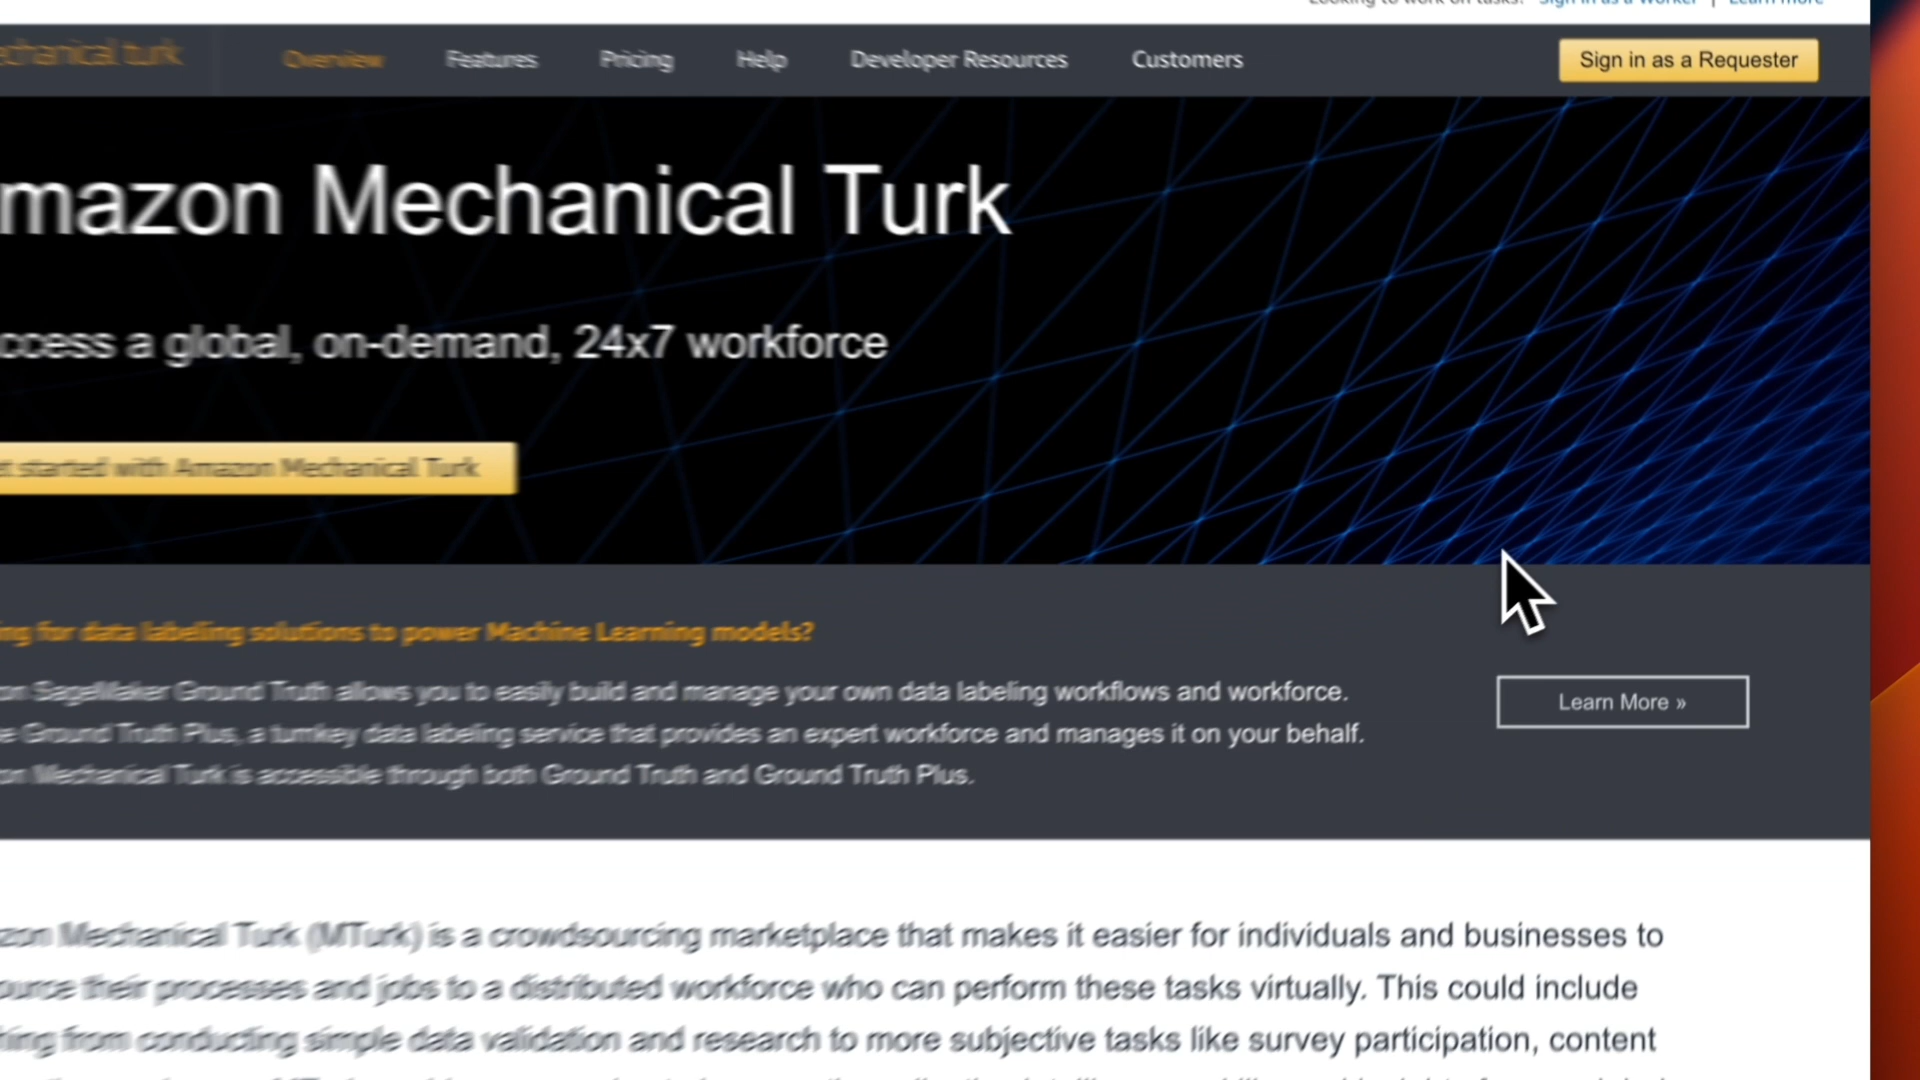 Looking to work on tasks? Sign in as a Worker | Learn more
mechanical turk
Overview Features Pricing Help Developer Resources Customers Sign in as a Requester
mazon Mechanical Turk
ccess a global, on-demand, 24x7 workforce
et started with Amazon Mechanical Turk
ing for data labeling solutions to power Machine Learning models?
on SageMaker Ground Truth allows you to easily build and manage your own data labeling workflows and workforce.
e Ground Truth Plus, a turnkey data labeling service that provides an expert workforce and manages it on your behalf.
on Mechanical Turk is accessible through both Ground Truth and Ground Truth Plus.
Learn More »
zon Mechanical Turk (MTurk) is a crowdsourcing marketplace that makes it easier for individuals and businesses to
ource their processes and jobs to a distributed workforce who can perform these tasks virtually. This could include
hing from conducting simple data validation and research to more subjective tasks like survey participation, content